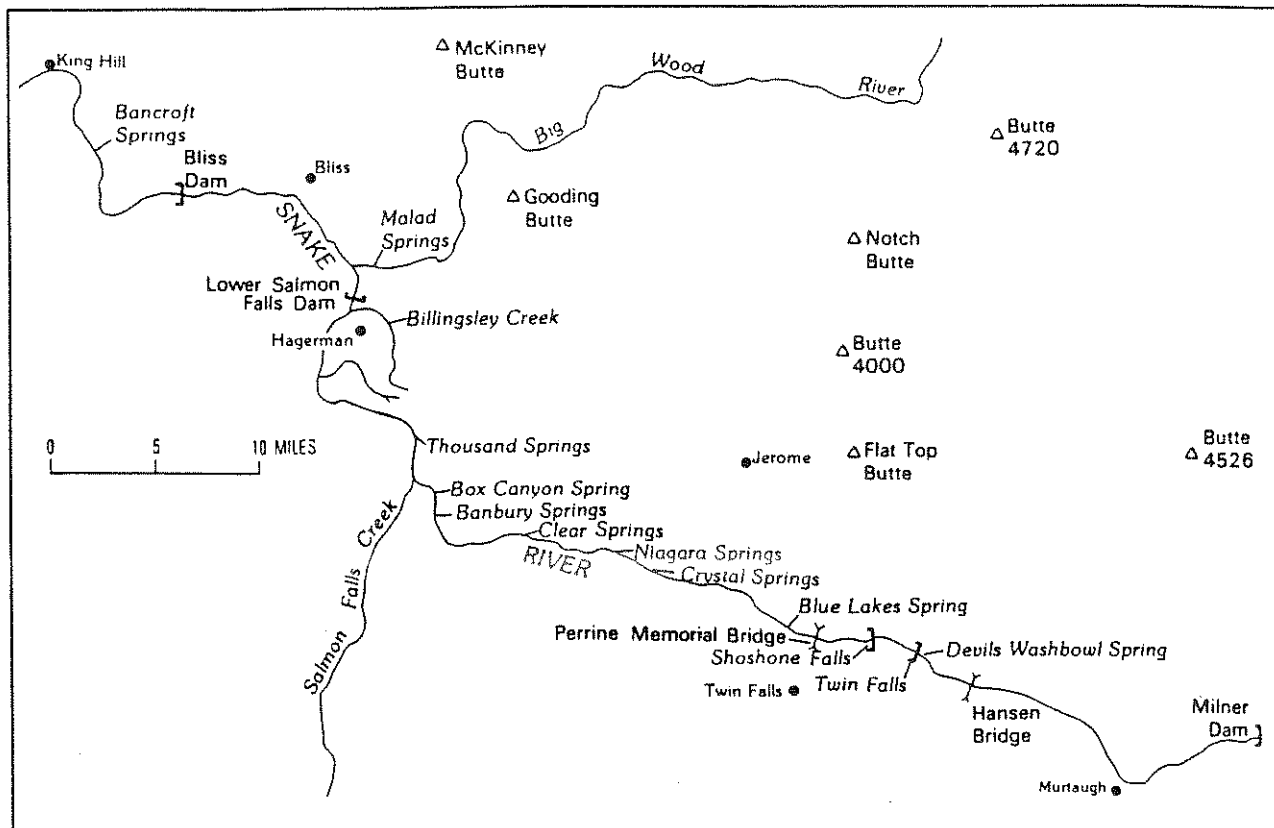 King Hill
McKinney
Butte
Wood
River
Big
Bancroft
Springs
Bliss
Dam
Bliss
Butte
4720
Gooding
Butte
SNAKE
Malad
Springs
Notch
Butte
Lower Salmon
Falls Dam
Billingsley Creek
Hagerman
Butte
4000
0 5 10 MILES
Thousand Springs
Jerome
Flat Top
Butte
Butte
4526
Box Canyon Spring
Banbury Springs
Clear Springs
RIVER
Niagara Springs
Crystal Springs
Salmon Falls Creek
Blue Lakes Spring
Perrine Memorial Bridge
Shoshone Falls
Devils Washbowl Spring
Twin Falls
Twin Falls
Hansen
Bridge
Milner
Dam
Murtaugh